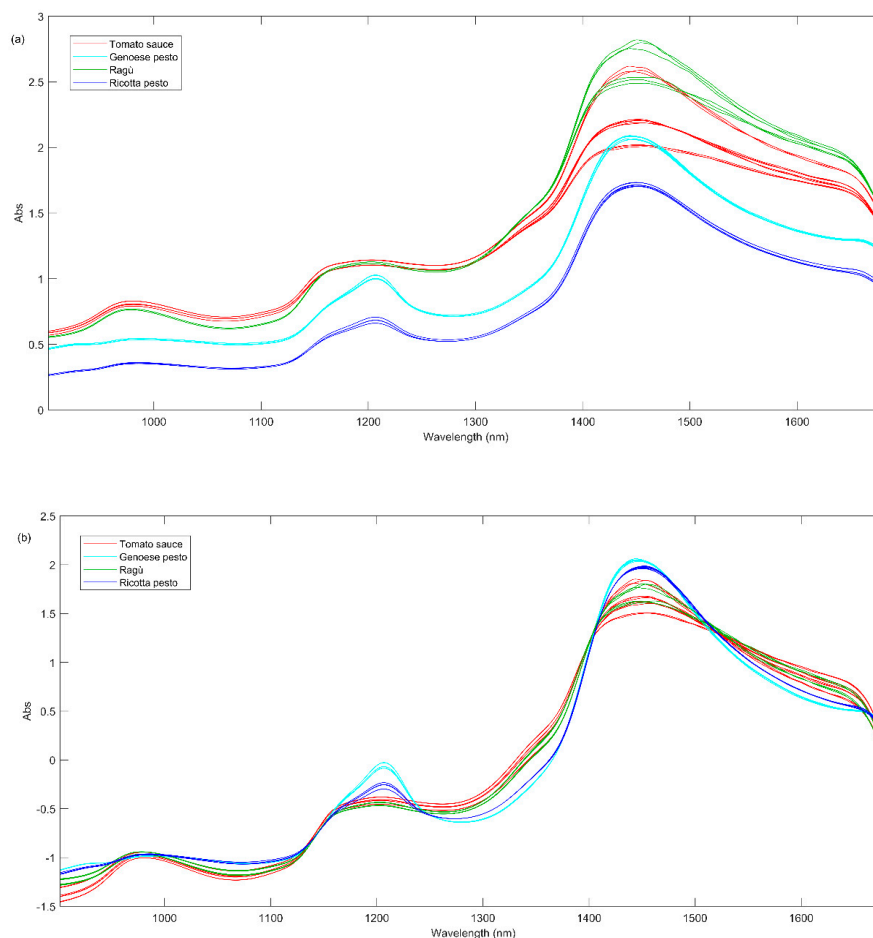 (a)
3
2.5
2
1.5
1
0.5
0
Abs
Tomato sauce
Genoese pesto
Ragù
Ricotta pesto
1000 1100 1200 1300 1400 1500 1600
Wavelength (nm)
(b)
2.5
2
1.5
1
0.5
0
-0.5
-1
-1.5
Abs
Tomato sauce
Genoese pesto
Ragù
Ricotta pesto
1000 1100 1200 1300 1400 1500 1600
Wavelength (nm)